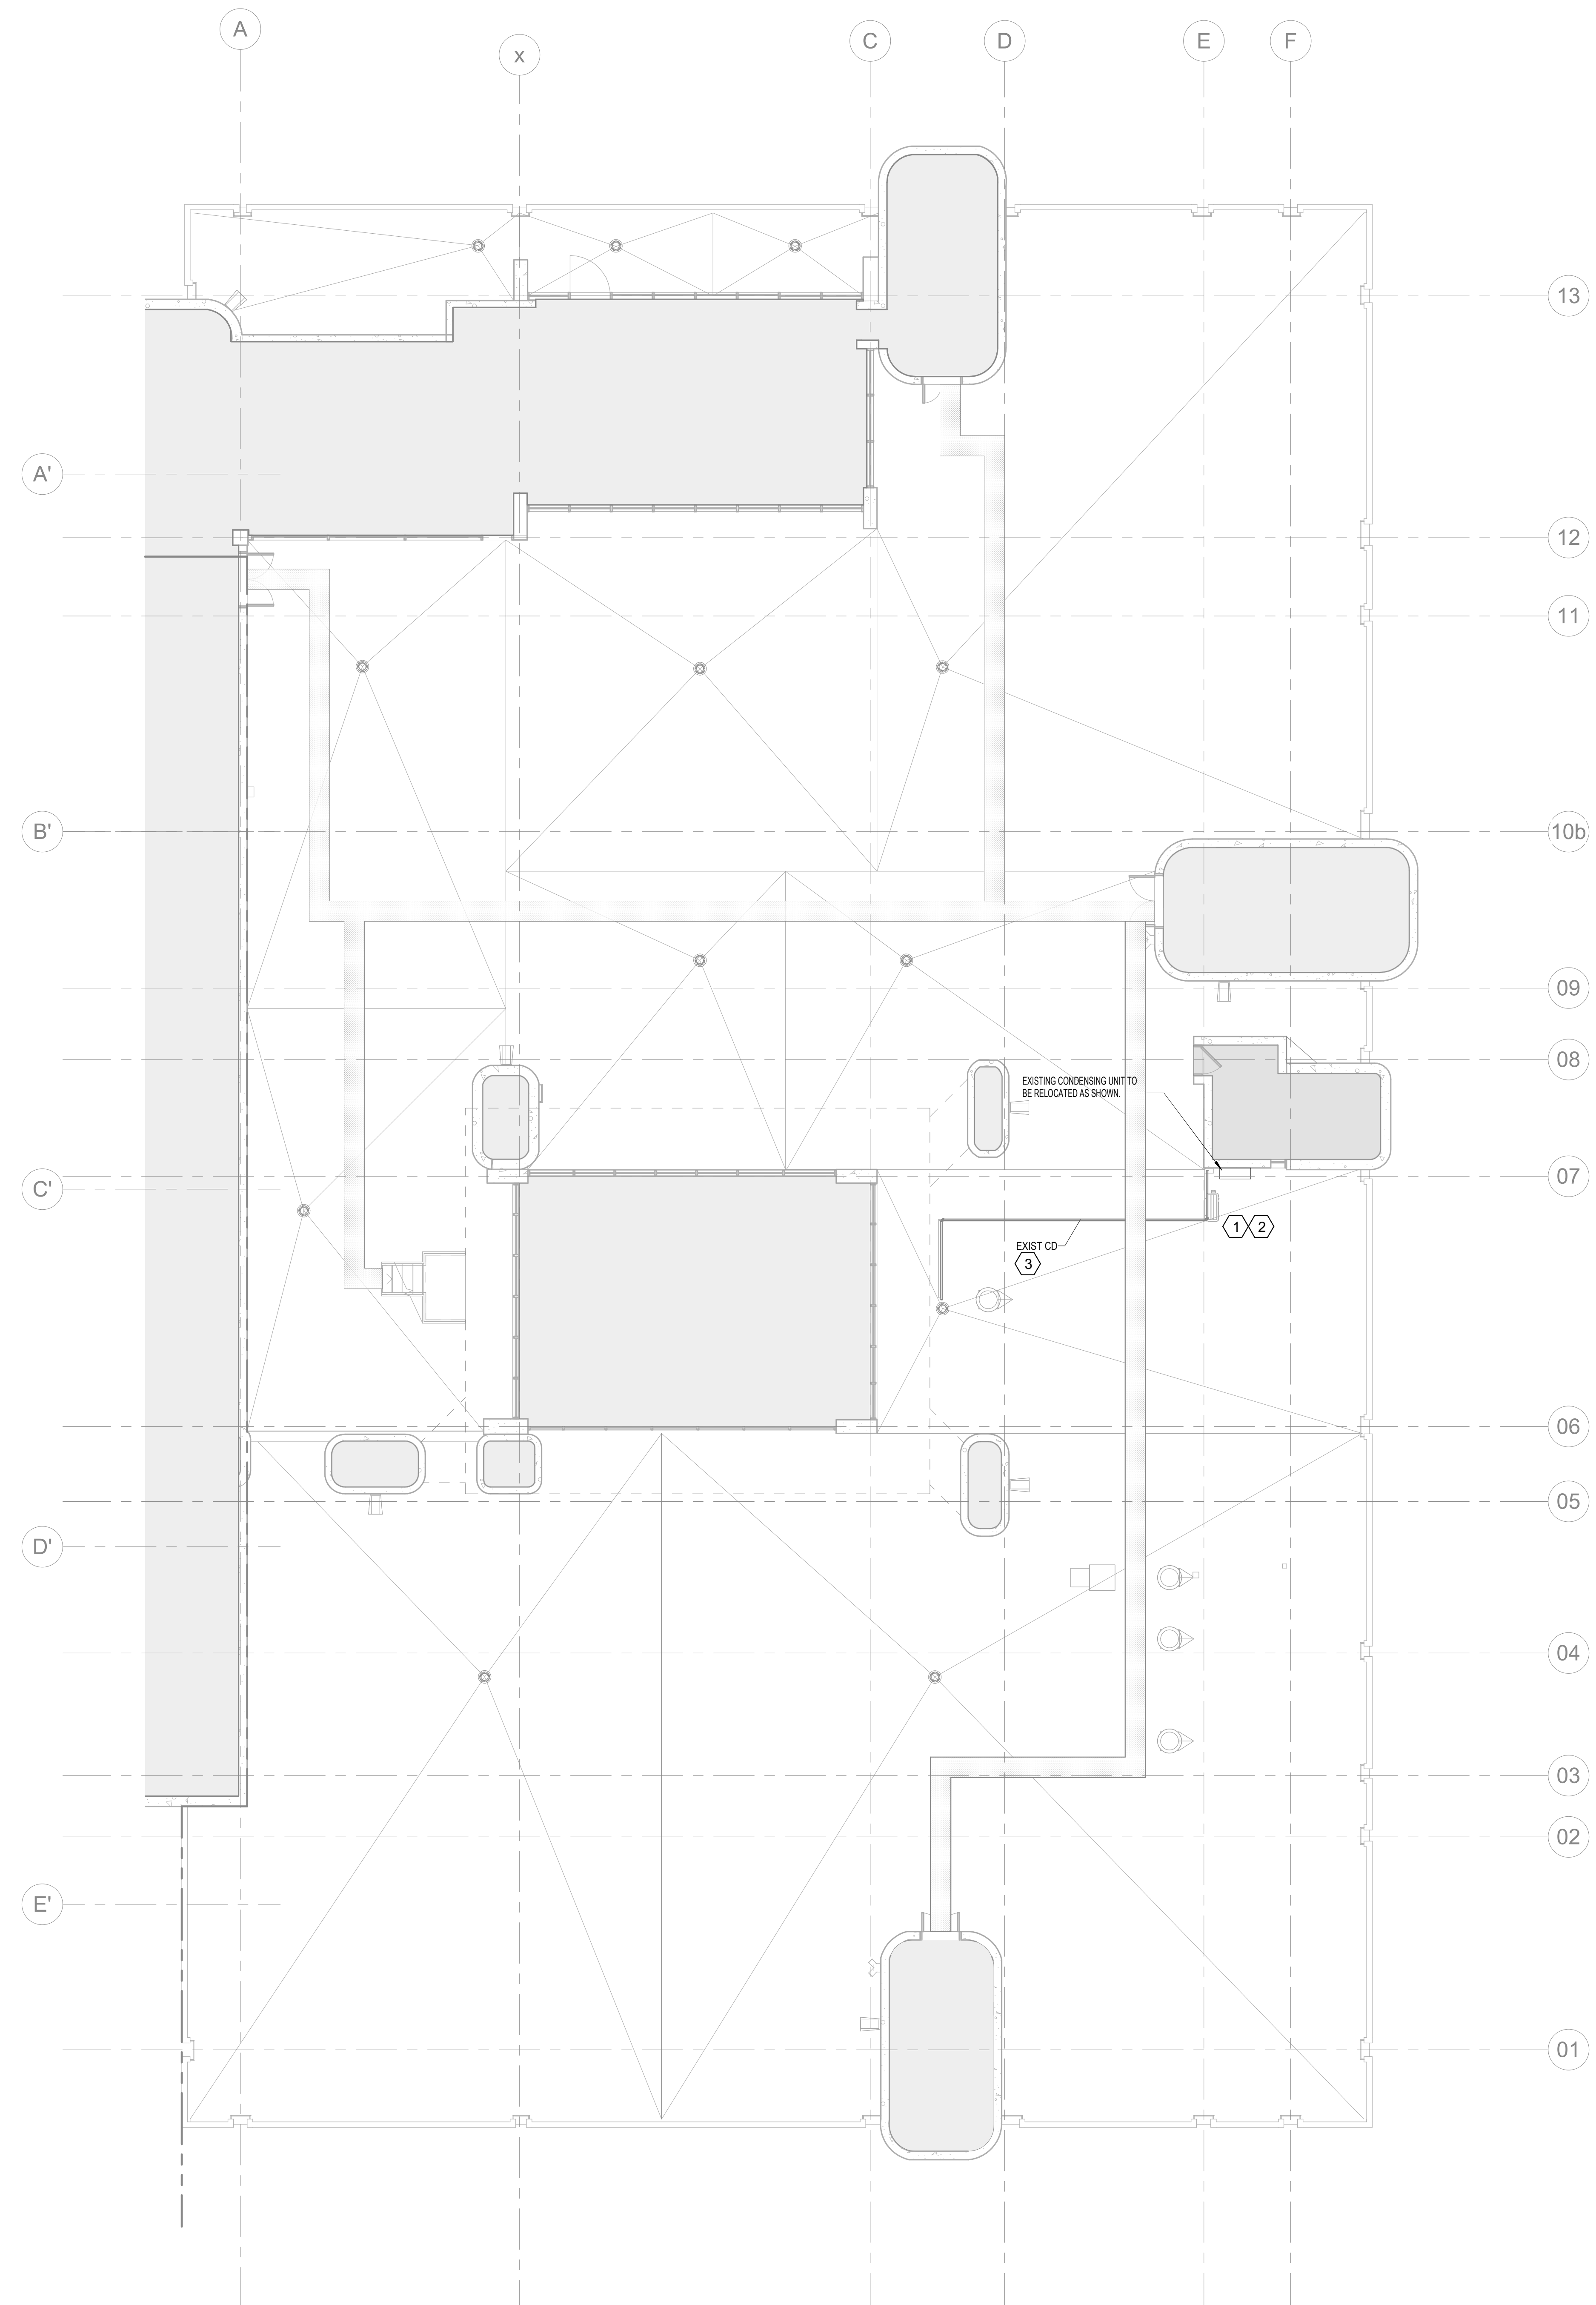 A
x
C
D
E
F
13
A'
12
11
B'
10b
09
08
EXISTING CONDENSING UNIT TO
BE RELOCATED AS SHOWN.
07
C'
1
2
EXIST CD
3
06
05
D'
04
03
02
E'
01